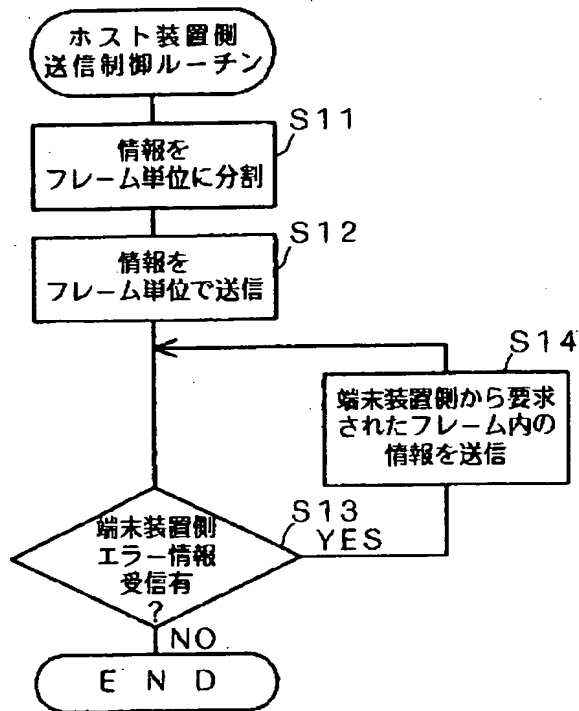 ホスト装置側
送信制御ルーチン
S11
情報を
フレーム単位に分割
S12
情報を
フレーム単位で送信
S14
端末装置側から要求
されたフレーム内の
情報を送信
S13
端末装置側
エラー情報
受信有
?
YES
NO
END